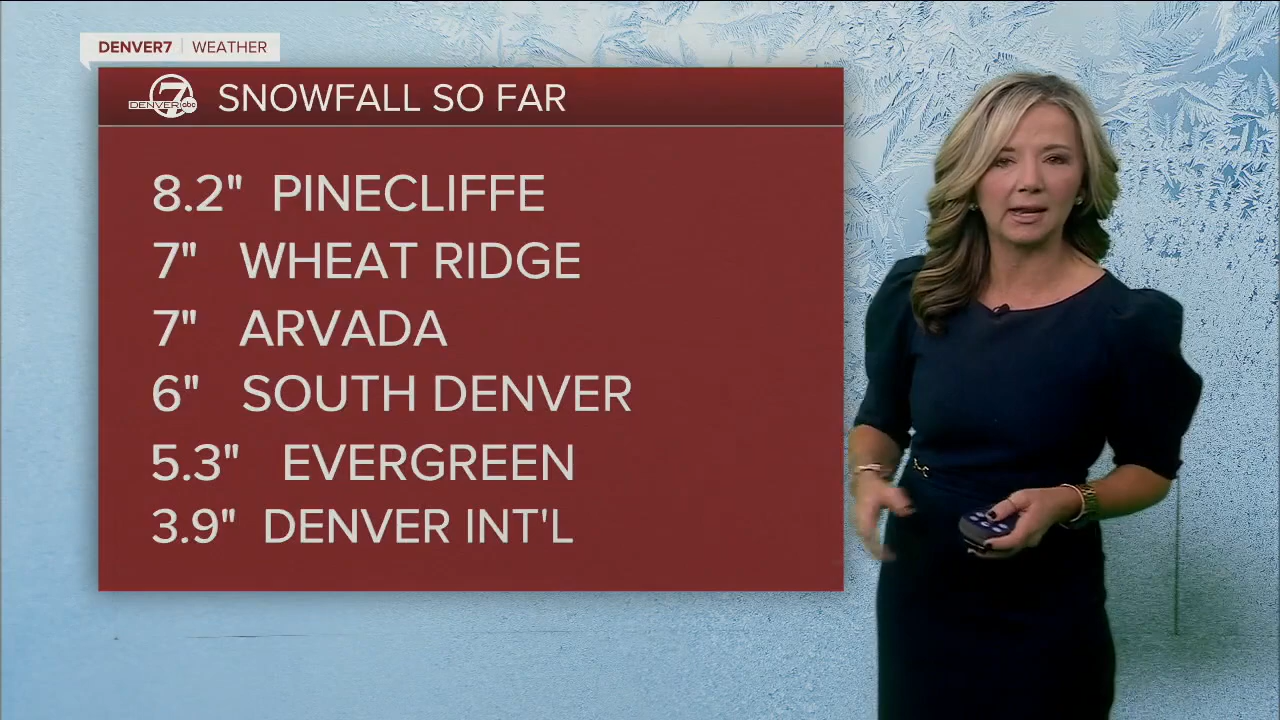 DENVER7 | WEATHER
DENVER 7 abc SNOWFALL SO FAR
8.2" PINECLIFFE
7" WHEAT RIDGE
7" ARVADA
6" SOUTH DENVER
5.3" EVERGREEN
3.9" DENVER INT'L